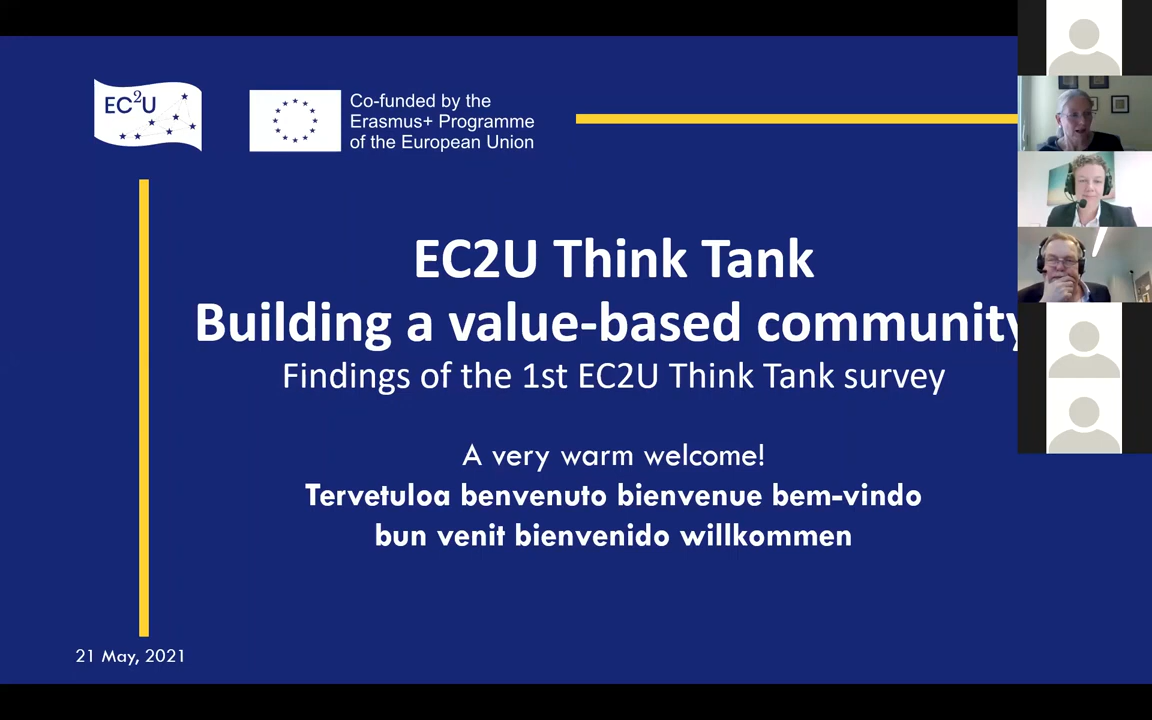 EC2U
Co-funded by the
Erasmus+ Programme
of the European Union
EC2U Think Tank
Building a value-based community
Findings of the 1st EC2U Think Tank survey
A very warm welcome!
Tervetuloa benvenuto bienvenue bem-vindo
bun venit bienvenido willkommen
21 May, 2021